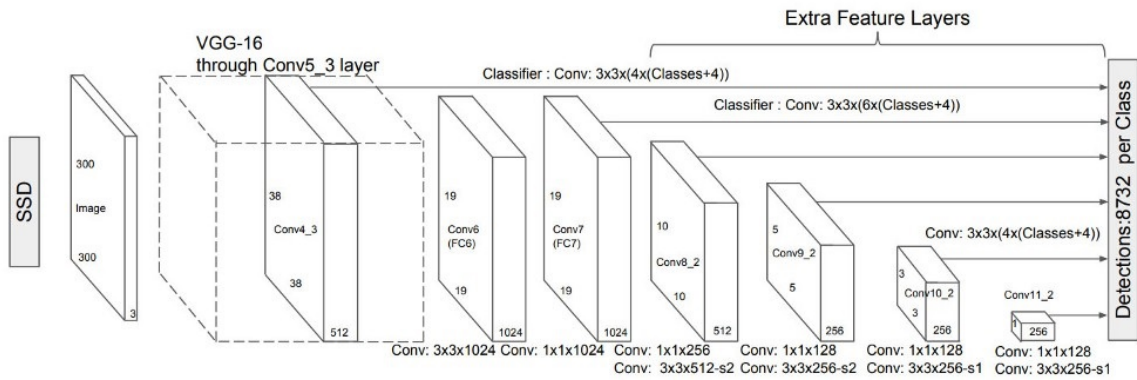 Extra Feature Layers
VGG-16
through Conv5_3 layer
Classifier : Conv: 3x3x(4x(Classes+4))
Classifier : Conv: 3x3x(6x(Classes+4))
SSD
300
Image
300
3
38
Conv4_3
38
512
19
Conv6
(FC6)
19
1024
19
Conv7
(FC7)
19
1024
10
Conv8_2
10
512
5
Conv9_2
5
256
Conv: 3x3x(4x(Classes+4))
3
Conv10_2
3
256
Conv11_2
1
256
Detections:8732 per Class
Conv: 3x3x1024
Conv: 1x1x1024
Conv: 1x1x256
Conv: 3x3x512-s2
Conv: 1x1x128
Conv: 3x3x256-s2
Conv: 1x1x128
Conv: 3x3x256-s1
Conv: 1x1x128
Conv: 3x3x256-s1